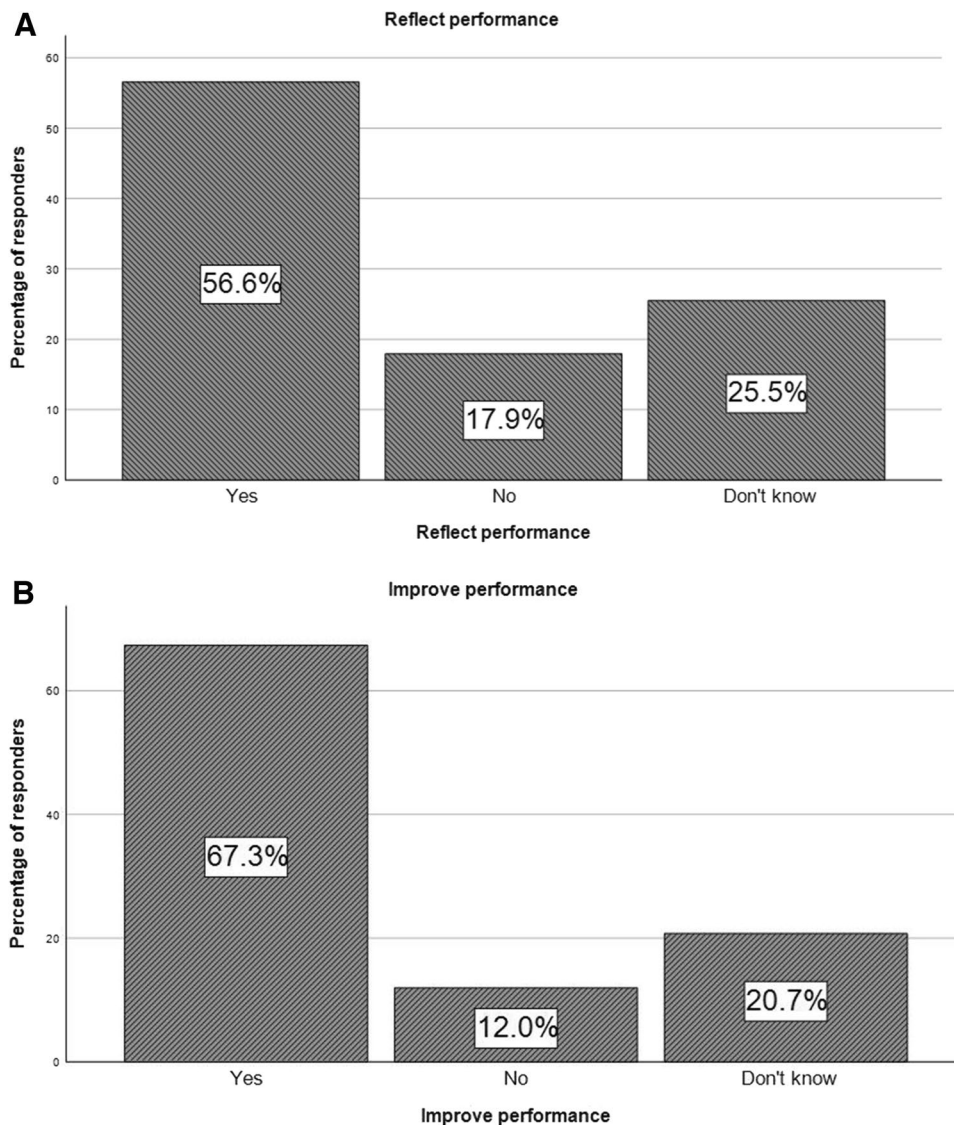 A
Reflect performance
Percentage of responders
60
50
40
30
20
10
0
56.6%
17.9%
25.5%
Yes
No
Don't know
Reflect performance
B
Improve performance
Percentage of responders
60
40
20
0
67.3%
12.0%
20.7%
Yes
No
Don't know
Improve performance